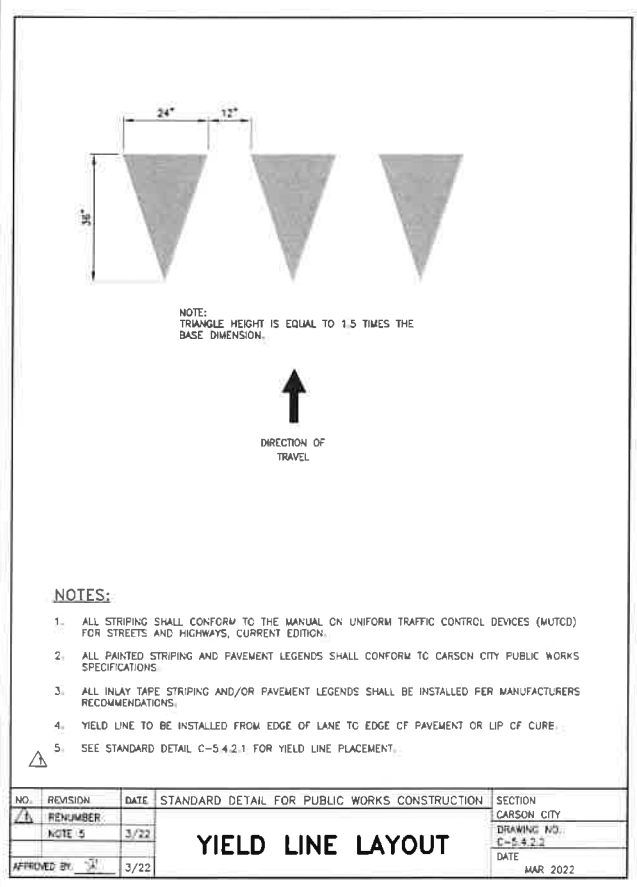 24" 12"
36"
NOTE:
TRIANGLE HEIGHT IS EQUAL TO 1.5 TIMES THE
BASE DIMENSION.
DIRECTION OF
TRAVEL
NOTES:
1. ALL STRIPING SHALL CONFORM TO THE MANUAL ON UNIFORM TRAFFIC CONTROL DEVICES (MUTCD)
FOR STREETS AND HIGHWAYS, CURRENT EDITION.
2. ALL PAINTED STRIPING AND PAVEMENT LEGENDS SHALL CONFORM TO CARSON CITY PUBLIC WORKS
SPECIFICATIONS.
3. ALL INLAY TAPE STRIPING AND/OR PAVEMENT LEGENDS SHALL BE INSTALLED PER MANUFACTURERS
RECOMMENDATIONS.
4. YIELD LINE TO BE INSTALLED FROM EDGE OF LANE TO EDGE OF PAVEMENT OR LIP OF CURB.
5. SEE STANDARD DETAIL C-5.4.2.1 FOR YIELD LINE PLACEMENT.
1
NO. REVISION DATE STANDARD DETAIL FOR PUBLIC WORKS CONSTRUCTION SECTION
1 RENUMBER CARSON CITY
NOTE 5 3/22 YIELD LINE LAYOUT DRAWING NO.
C-5.4.2.2
APPROVED BY: 3/22 DATE
MAR 2022